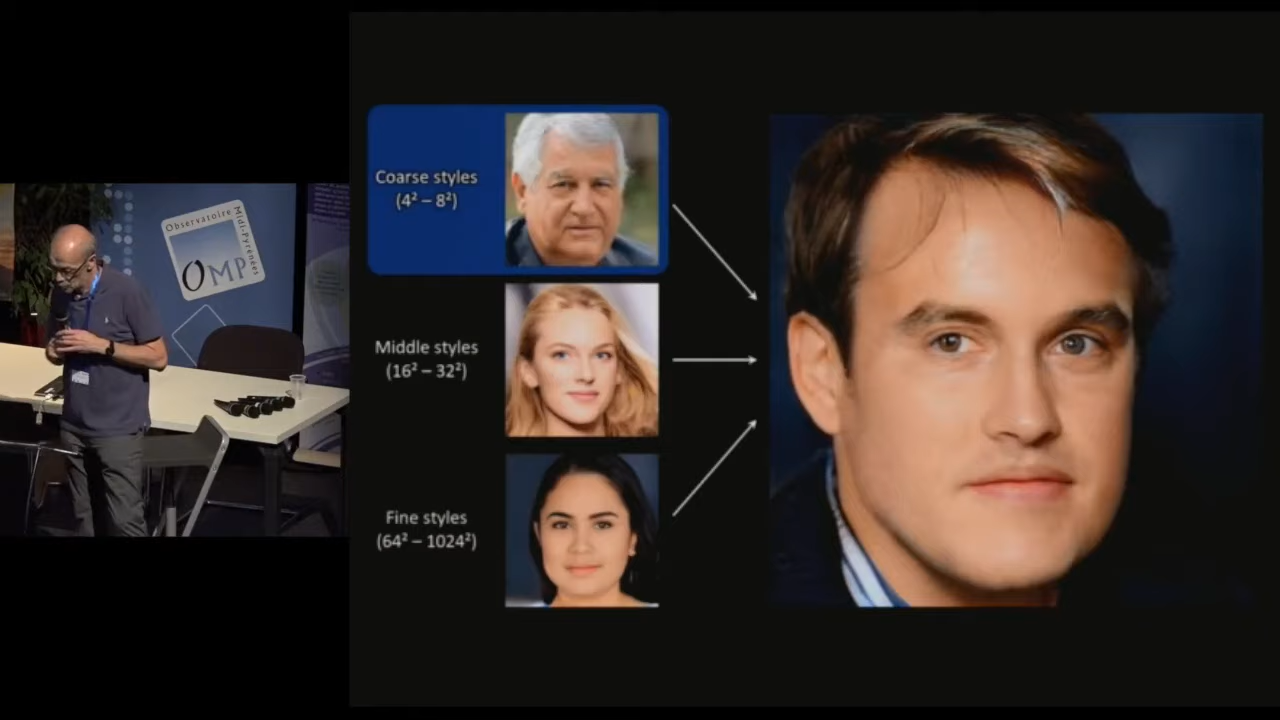 Observatoire
Midi-Pyrénées
OMP
Coarse styles
(4² – 8²)
Middle styles
(16² – 32²)
Fine styles
(64² – 1024²)